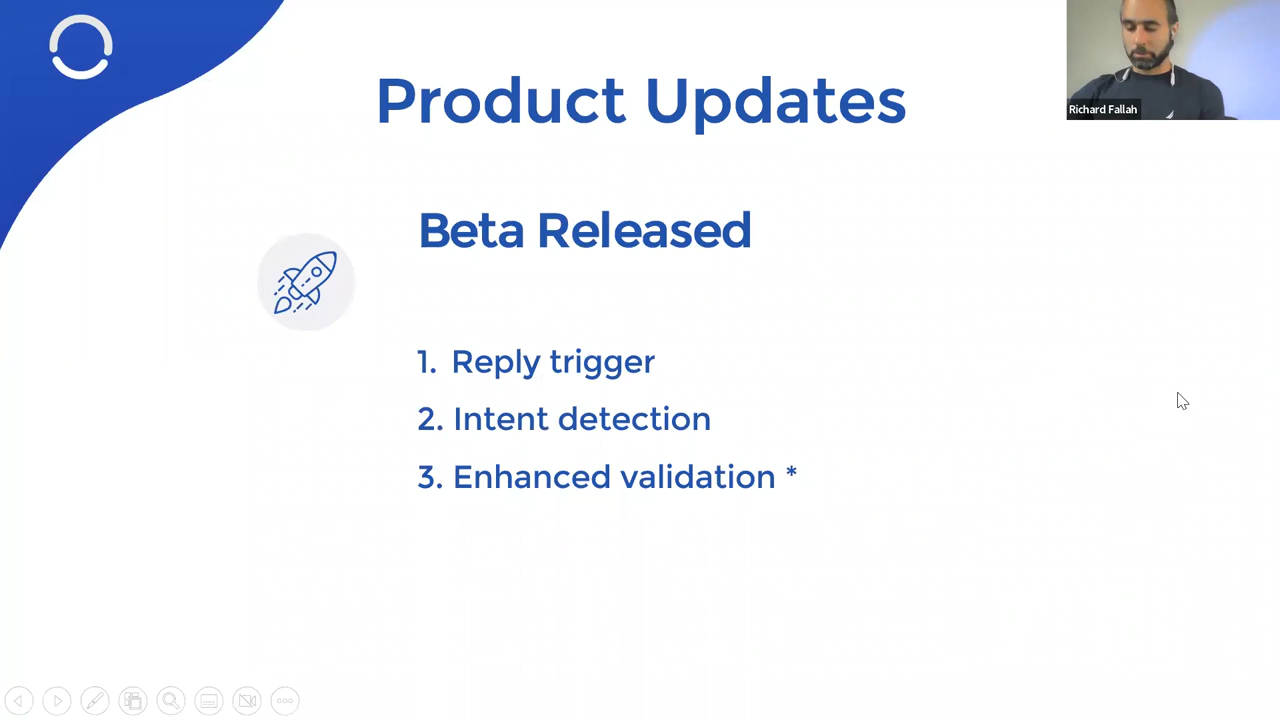 Product Updates
Richard Fallah
Beta Released
1. Reply trigger
2. Intent detection
3. Enhanced validation *